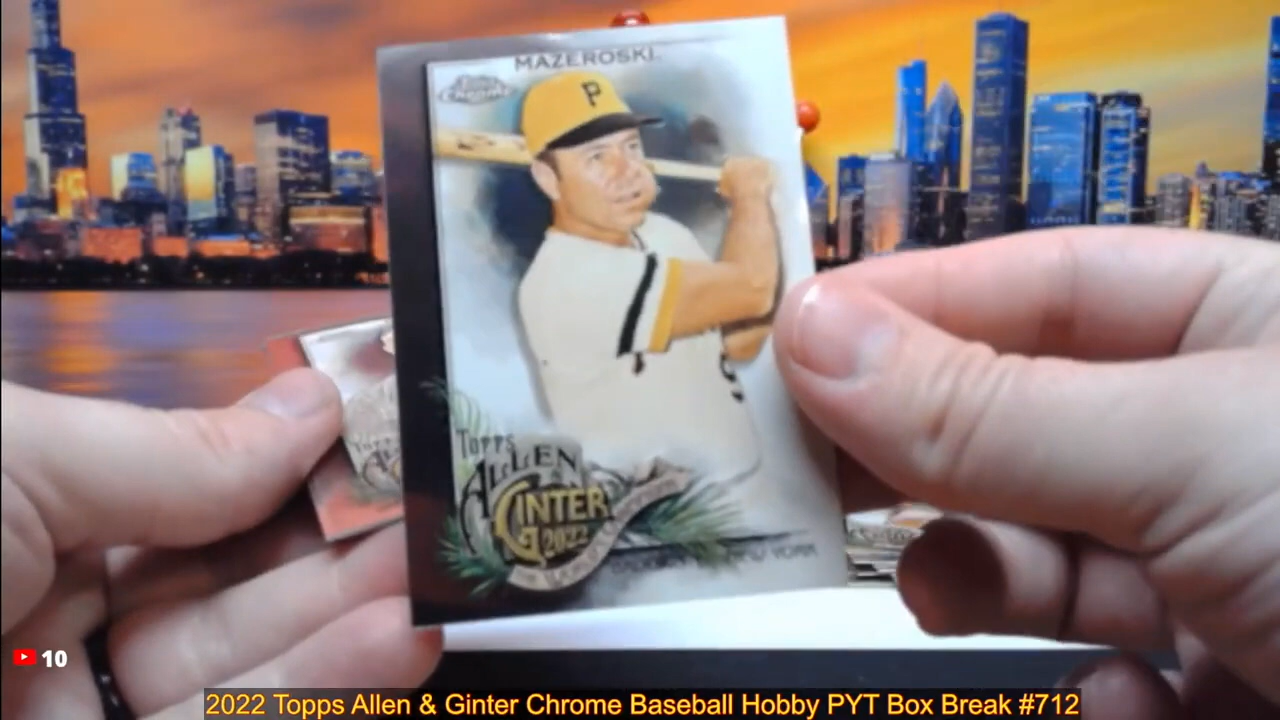 MAZEROSKI.
Topps
Chrome
P
Topps
ALLEN
GINTER
2022
NEW YORK
10
2022 Topps Allen & Ginter Chrome Baseball Hobby PYT Box Break #712